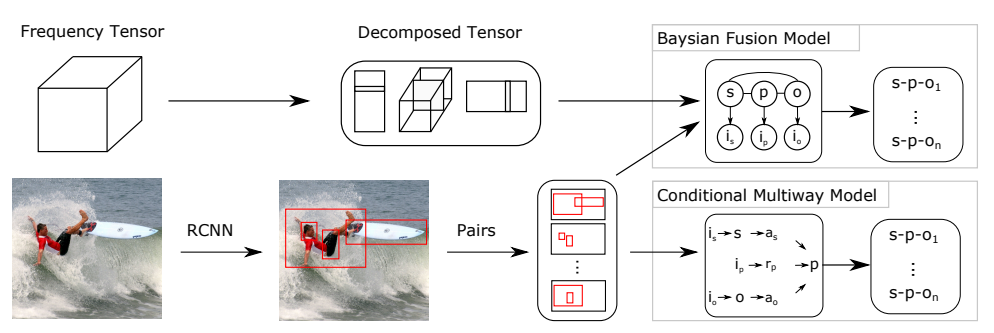 Frequency Tensor
Decomposed Tensor
Baysian Fusion Model
s p o
i_s i_p i_o
s-p-o_1
⋮
s-p-o_n
RCNN
Pairs
⋮
Conditional Multiway Model
i_s → s → a_s
i_p → r_p → p
i_o → o → a_o
s-p-o_1
⋮
s-p-o_n